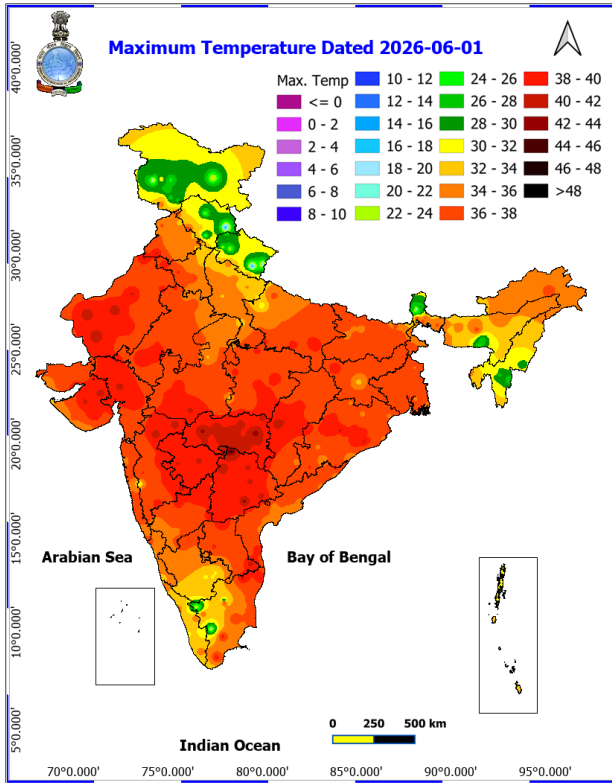 Maximum Temperature Dated 2026-06-01
Max. Temp
<= 0
0 - 2
2 - 4
4 - 6
6 - 8
8 - 10
10 - 12
12 - 14
14 - 16
16 - 18
18 - 20
20 - 22
22 - 24
24 - 26
26 - 28
28 - 30
30 - 32
32 - 34
34 - 36
36 - 38
38 - 40
40 - 42
42 - 44
44 - 46
46 - 48
>48
40°0.000'
35°0.000'
30°0.000'
25°0.000'
20°0.000'
15°0.000'
10°0.000'
5°0.000'
Arabian Sea
Bay of Bengal
0 250 500 km
Indian Ocean
70°0.000' 75°0.000' 80°0.000' 85°0.000' 90°0.000' 95°0.000'